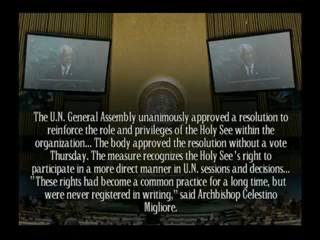 The U.N. General Assembly unanimously approved a resolution to
reinforce the role and privileges of the Holy See within the
organization... The body approved the resolution without a vote
Thursday. The measure recognizes the Holy See's right to
participate in a more direct manner in U.N. sessions and decisions...
"These rights had become a common practice for a long time, but
were never registered in writing," said Archbishop Celestino
Migliore.